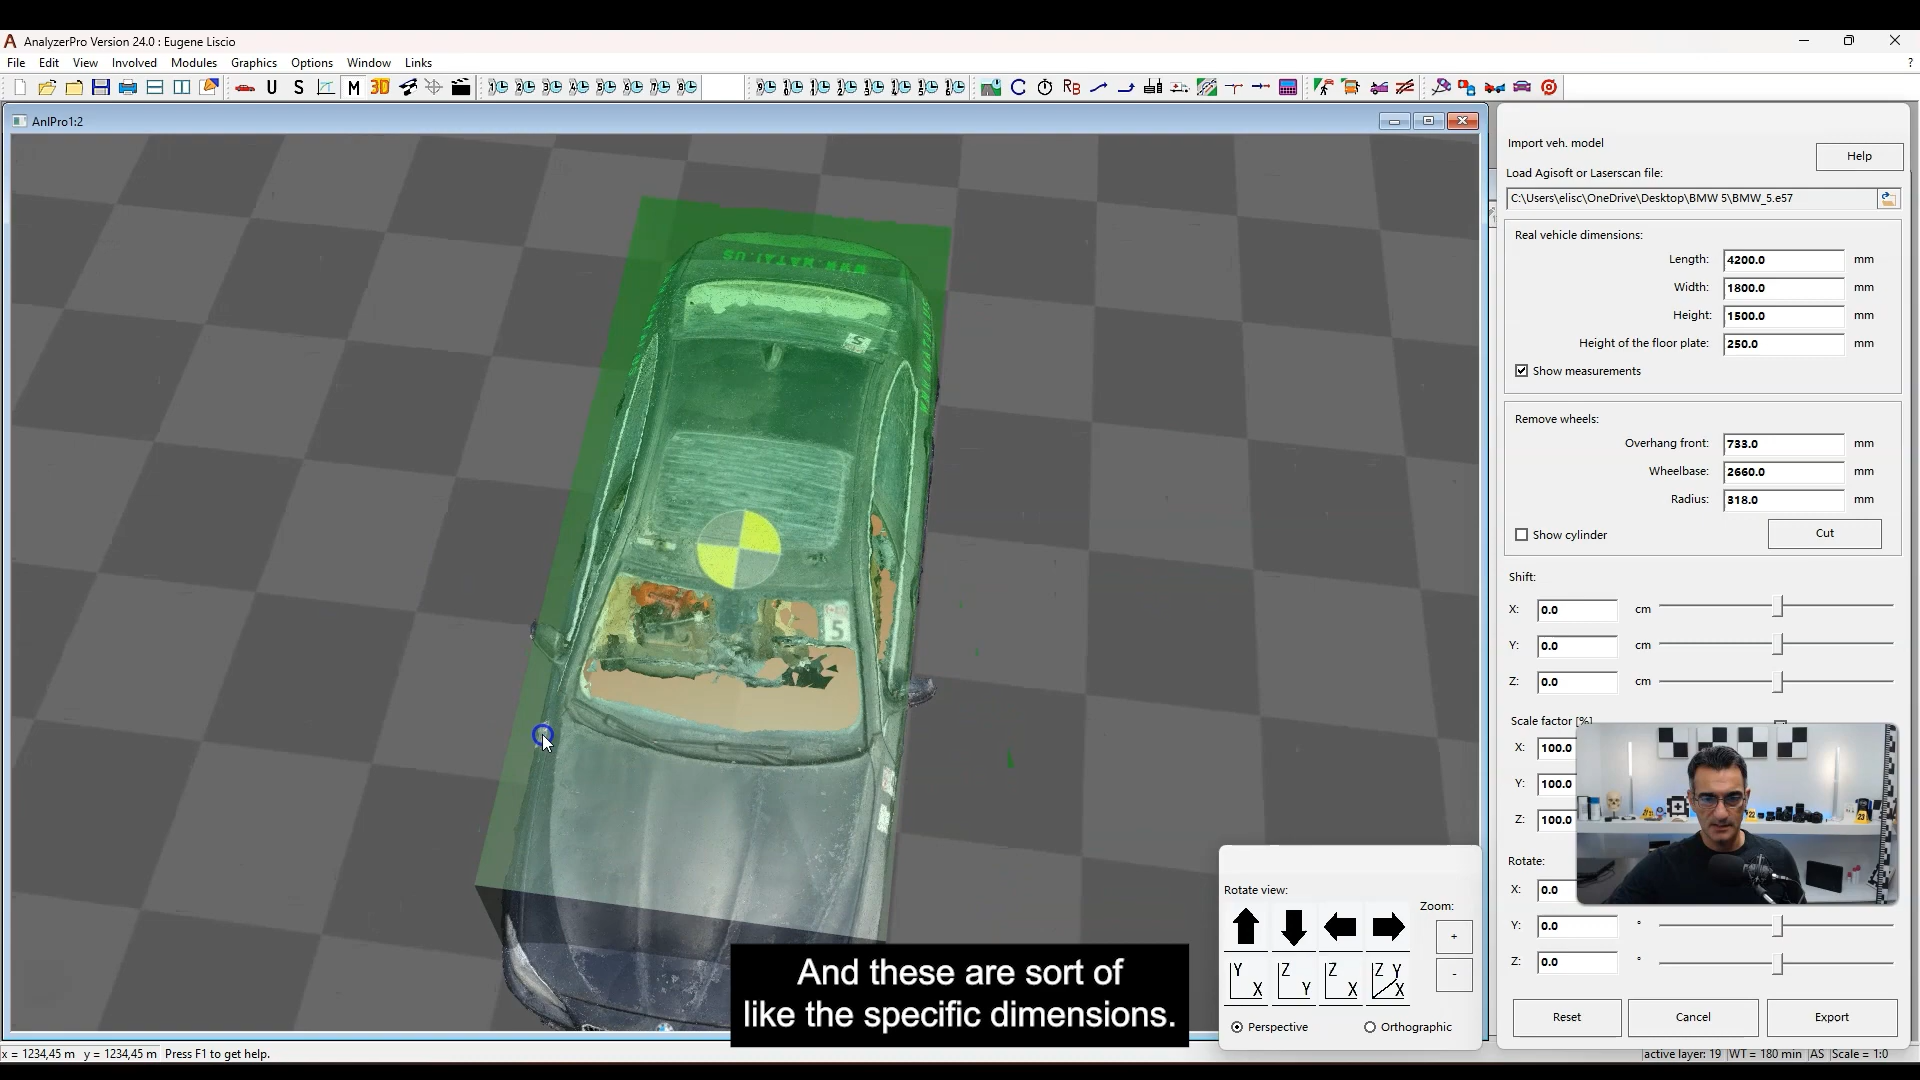 AnalyzerPro Version 24.0 : Eugene Liscio
File Edit View Involved Modules Graphics Options Window Links
?
U S M 3D
AnlPro1:2
WWW.NATAI.US
S
5
Import veh. model
Help
Load Agisoft or Laserscan file:
C:\Users\elisc\OneDrive\Desktop\BMW 5\BMW_5.e57
Real vehicle dimensions:
Length: 4200.0 mm
Width: 1800.0 mm
Height: 1500.0 mm
Height of the floor plate: 250.0 mm
Show measurements
Remove wheels:
Overhang front: 733.0 mm
Wheelbase: 2660.0 mm
Radius: 318.0 mm
Show cylinder
Cut
Shift:
X: 0.0 cm
Y: 0.0 cm
Z: 0.0 cm
Scale factor [%]
X: 100.0
Y: 100.0
Z: 100.0
Rotate:
X: 0.0
Y: 0.0 °
Z: 0.0 °
Reset Cancel Export
Rotate view:
Zoom:
+
-
Y X
Z Y
Z X
Z Y X
Perspective Orthographic
And these are sort of
like the specific dimensions.
x = 1234,45 m y = 1234,45 m Press F1 to get help.
active layer: 19 WT = 180 min AS Scale = 1:0